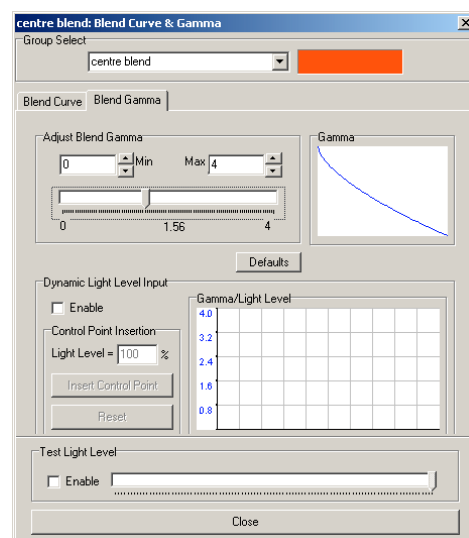 centre blend: Blend Curve & Gamma
Group Select
centre blend
Blend Curve Blend Gamma
Adjust Blend Gamma
Gamma
0 Min Max 4
0 1.56 4
Defaults
Dynamic Light Level Input
Enable
Gamma/Light Level
4.0
3.2
2.4
1.6
0.8
Control Point Insertion
Light Level = 100 %
Insert Control Point
Reset
Test Light Level
Enable
Close